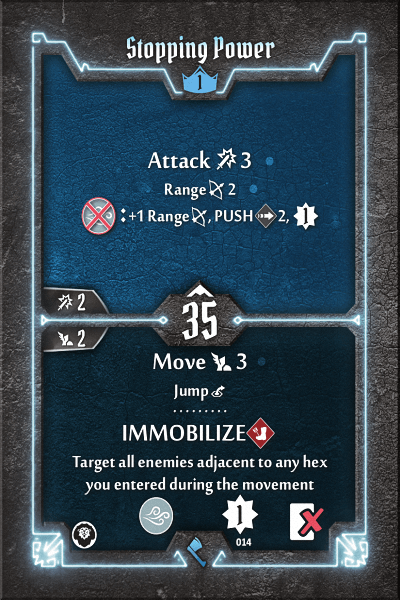 Stopping Power
1
Attack 3
Range 2
: +1 Range, PUSH 2, 1
2
35
2
Move 3
Jump
IMMOBILIZE
Target all enemies adjacent to any hex
you entered during the movement
1
014